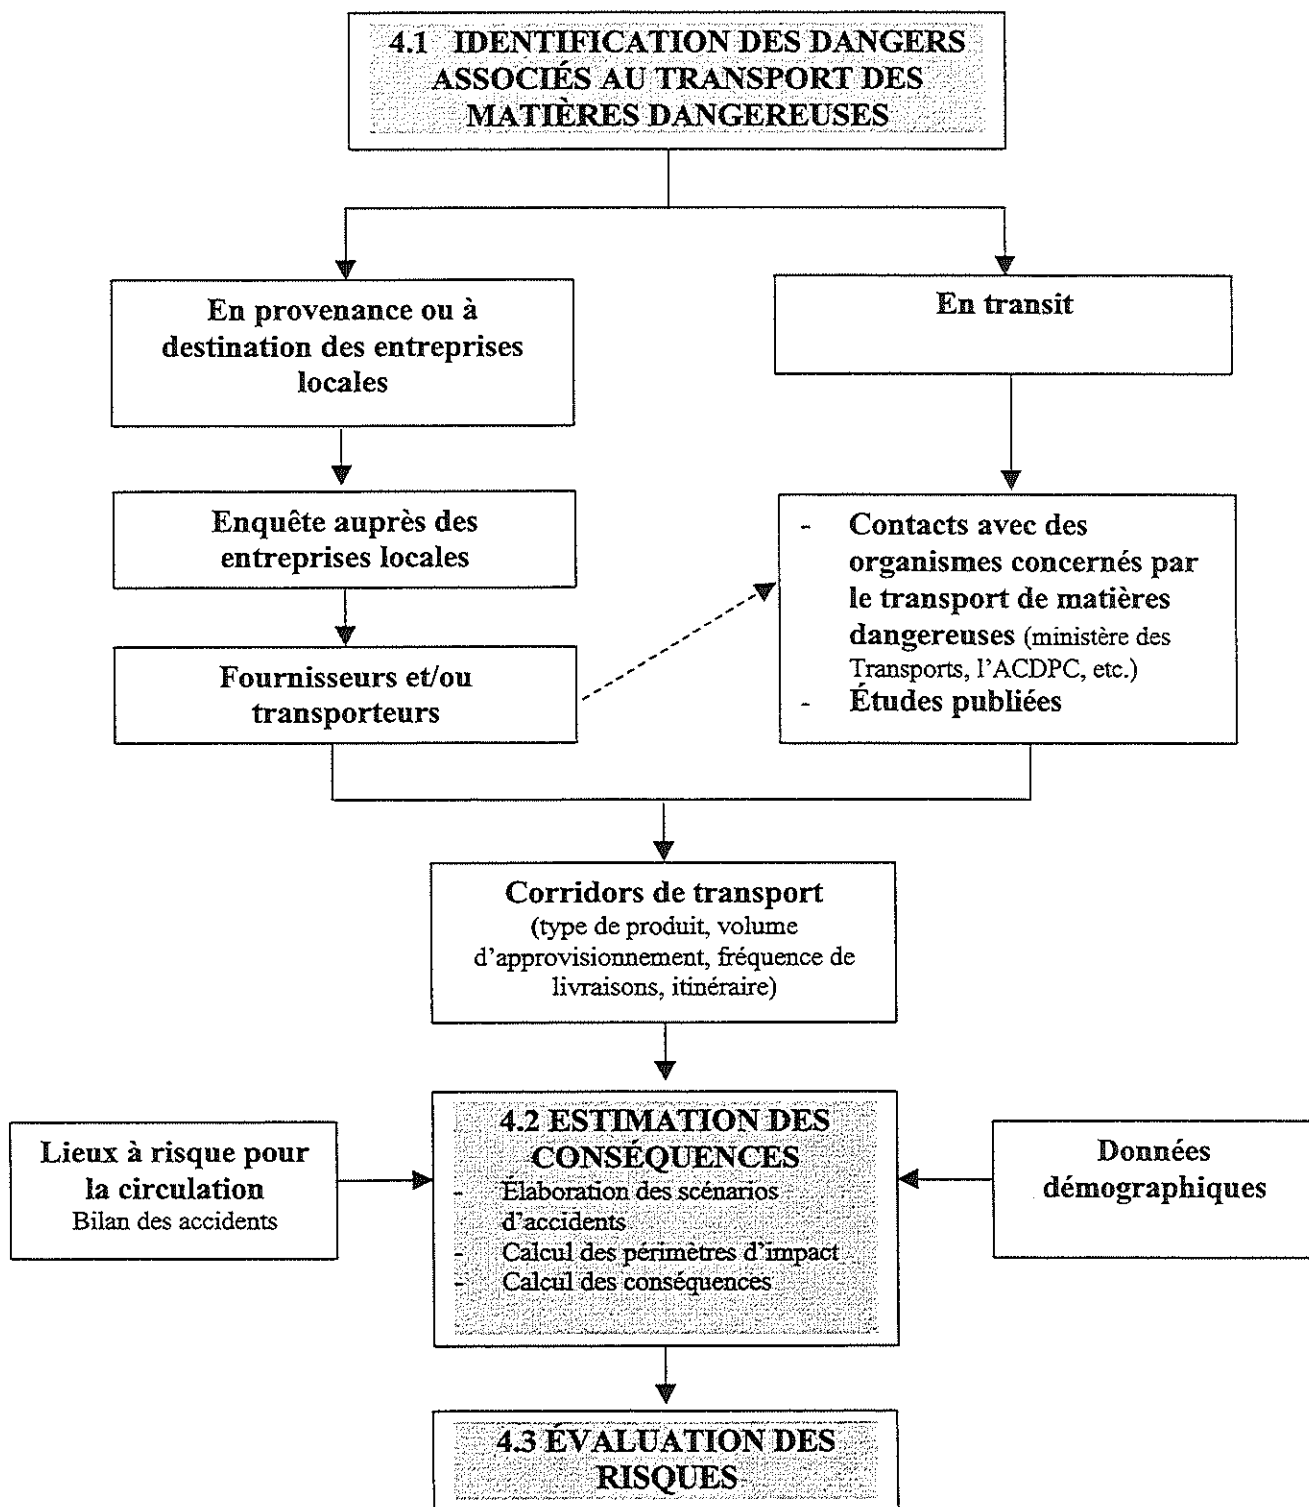 4.1 IDENTIFICATION DES DANGERS
ASSOCIÉS AU TRANSPORT DES
MATIÈRES DANGEREUSES
En provenance ou à
destination des entreprises
locales
En transit
Enquête auprès des
entreprises locales
Fournisseurs et/ou
transporteurs
- Contacts avec des
organismes concernés par
le transport de matières
dangereuses (ministère des
Transports, l'ACDPC, etc.)
- Études publiées
Corridors de transport
(type de produit, volume
d'approvisionnement, fréquence de
livraisons, itinéraire)
Lieux à risque pour
la circulation
Bilan des accidents
4.2 ESTIMATION DES
CONSÉQUENCES
- Élaboration des scénarios
d'accidents
- Calcul des périmètres d'impact
- Calcul des conséquences
Données
démographiques
4.3 ÉVALUATION DES
RISQUES